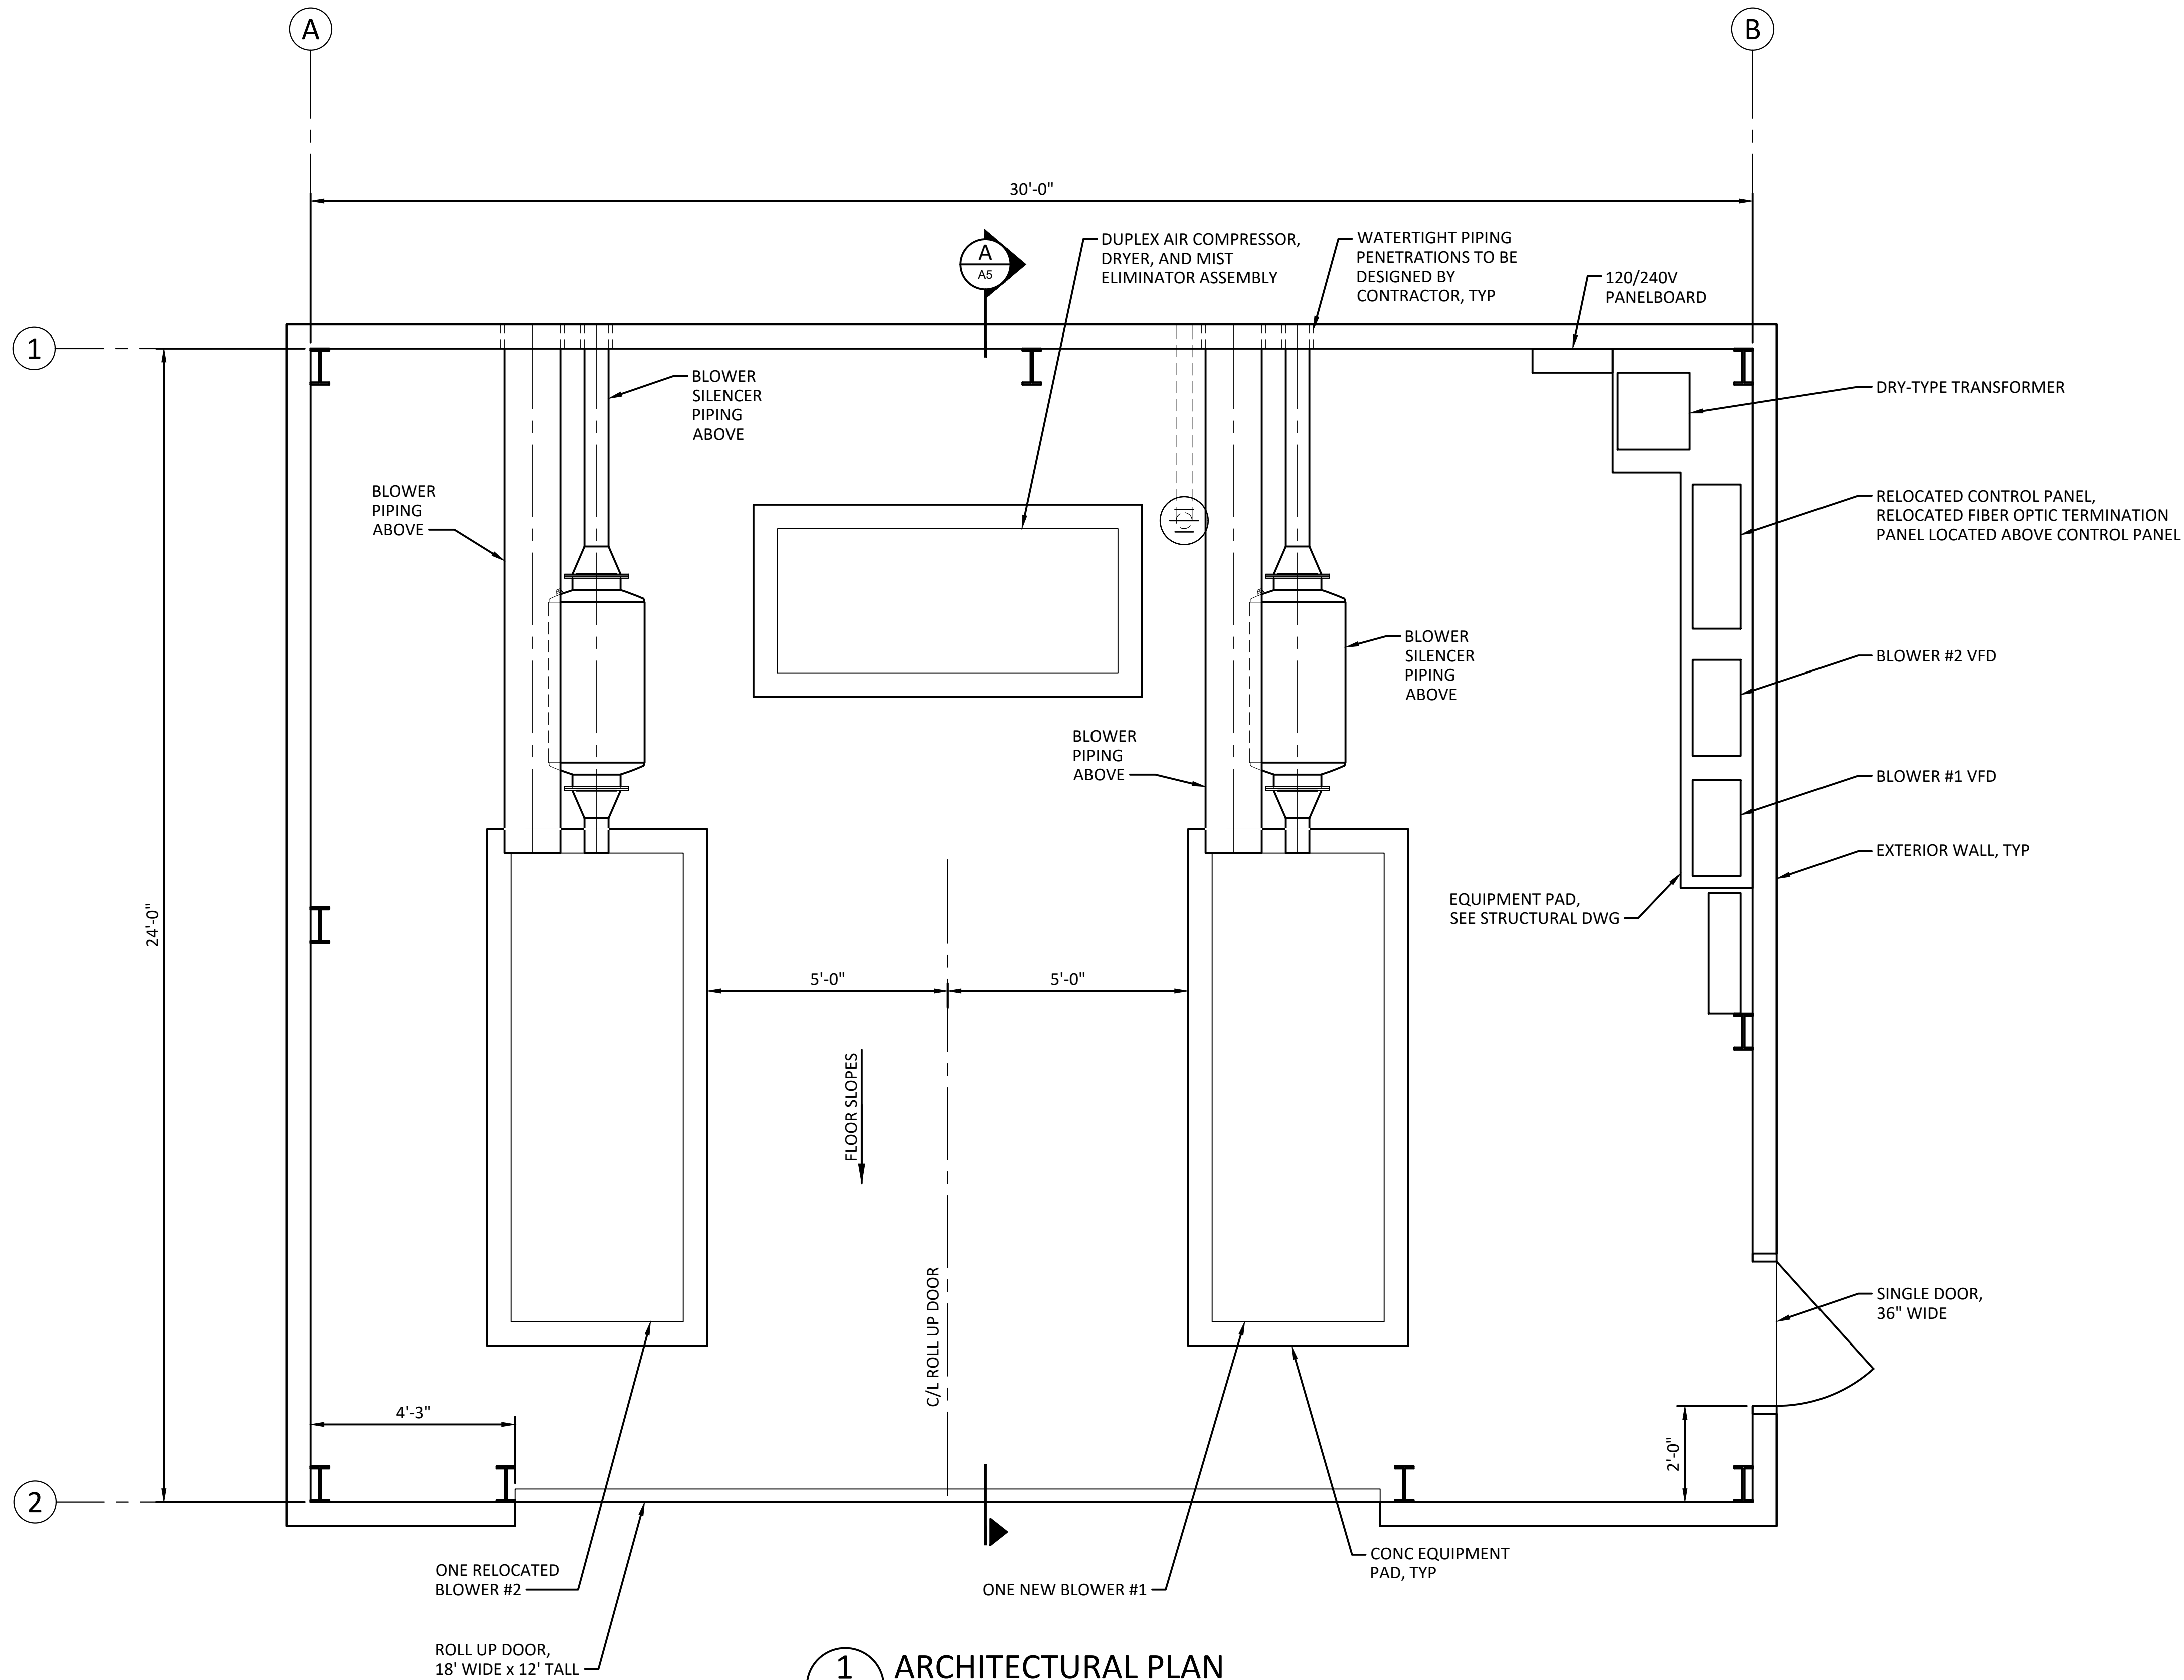 A
B
30'-0"
A
A5
DUPLEX AIR COMPRESSOR,
DRYER, AND MIST
ELIMINATOR ASSEMBLY
WATERTIGHT PIPING
PENETRATIONS TO BE
DESIGNED BY
CONTRACTOR, TYP
120/240V
PANELBOARD
1
BLOWER
SILENCER
PIPING
ABOVE
DRY-TYPE TRANSFORMER
BLOWER
PIPING
ABOVE
RELOCATED CONTROL PANEL,
RELOCATED FIBER OPTIC TERMINATION
PANEL LOCATED ABOVE CONTROL PANEL
BLOWER
SILENCER
PIPING
ABOVE
BLOWER #2 VFD
BLOWER
PIPING
ABOVE
BLOWER #1 VFD
EXTERIOR WALL, TYP
EQUIPMENT PAD,
SEE STRUCTURAL DWG
24'-0"
5'-0"
5'-0"
FLOOR SLOPES
C/L ROLL UP DOOR
SINGLE DOOR,
36" WIDE
4'-3"
2'-0"
2
ONE RELOCATED
BLOWER #2
ONE NEW BLOWER #1
CONC EQUIPMENT
PAD, TYP
ROLL UP DOOR,
18' WIDE x 12' TALL
1
ARCHITECTURAL PLAN